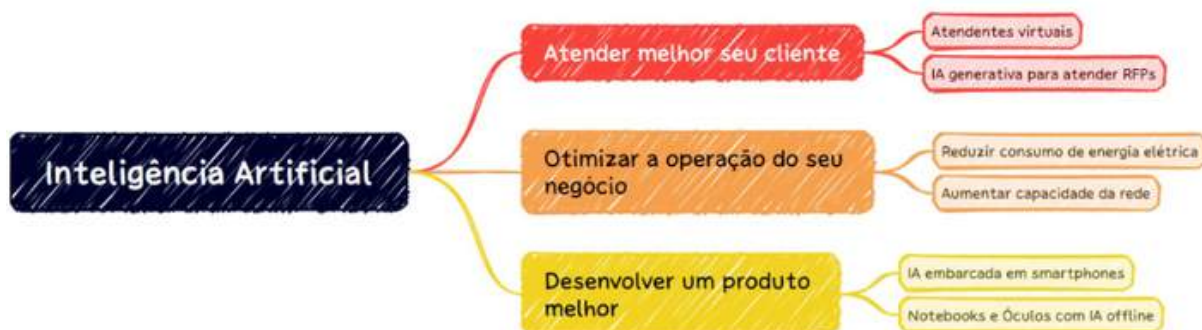 Inteligência Artificial
Atender melhor seu cliente
Atendentes virtuais
IA generativa para atender RFPs
Otimizar a operação do seu
negócio
Reduzir consumo de energia elétrica
Aumentar capacidade da rede
Desenvolver um produto
melhor
IA embarcada em smartphones
Notebooks e Óculos com IA offline